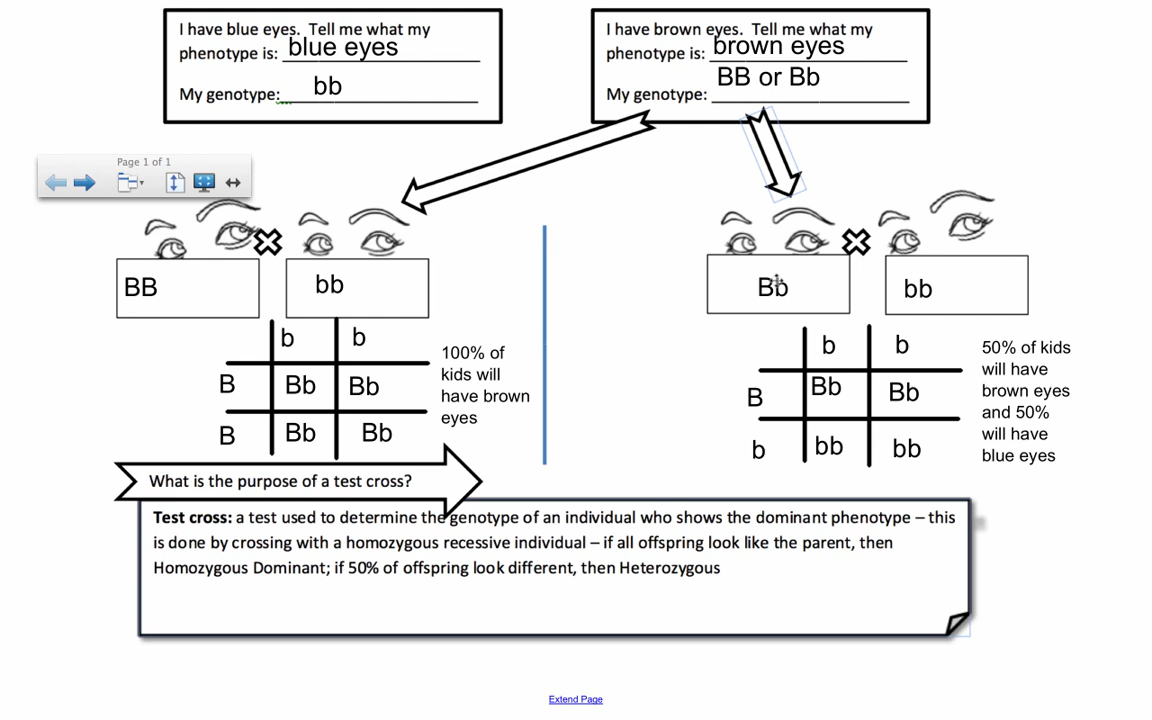 I have blue eyes. Tell me what my
phenotype is: blue eyes
My genotype: bb
I have brown eyes. Tell me what my
phenotype is: brown eyes
My genotype: BB or Bb
Page 1 of 1
BB
bb
b b
B Bb Bb
B Bb Bb
100% of
kids will
have brown
eyes
Bb
bb
b b
B Bb Bb
b bb bb
50% of kids
will have
brown eyes
and 50%
will have
blue eyes
What is the purpose of a test cross?
Test cross: a test used to determine the genotype of an individual who shows the dominant phenotype – this
is done by crossing with a homozygous recessive individual – if all offspring look like the parent, then
Homozygous Dominant; if 50% of offspring look different, then Heterozygous
Extend Page